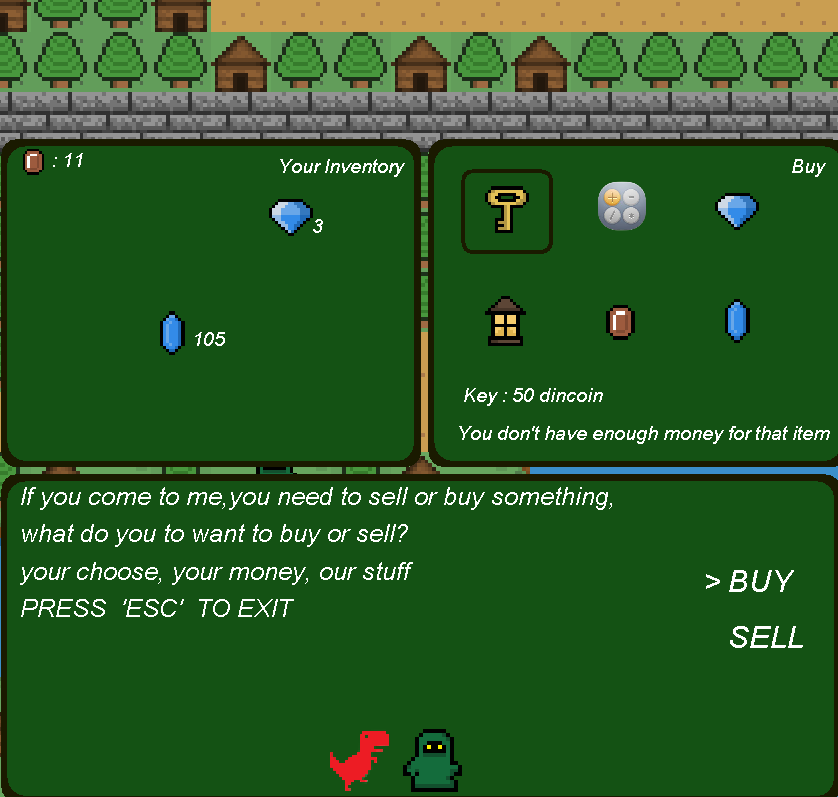 : 11
Your Inventory
3
105
Buy
Key : 50 dincoin
You don't have enough money for that item
If you come to me,you need to sell or buy something,
what do you to want to buy or sell?
your choose, your money, our stuff
PRESS  'ESC'  TO EXIT
> BUY
SELL